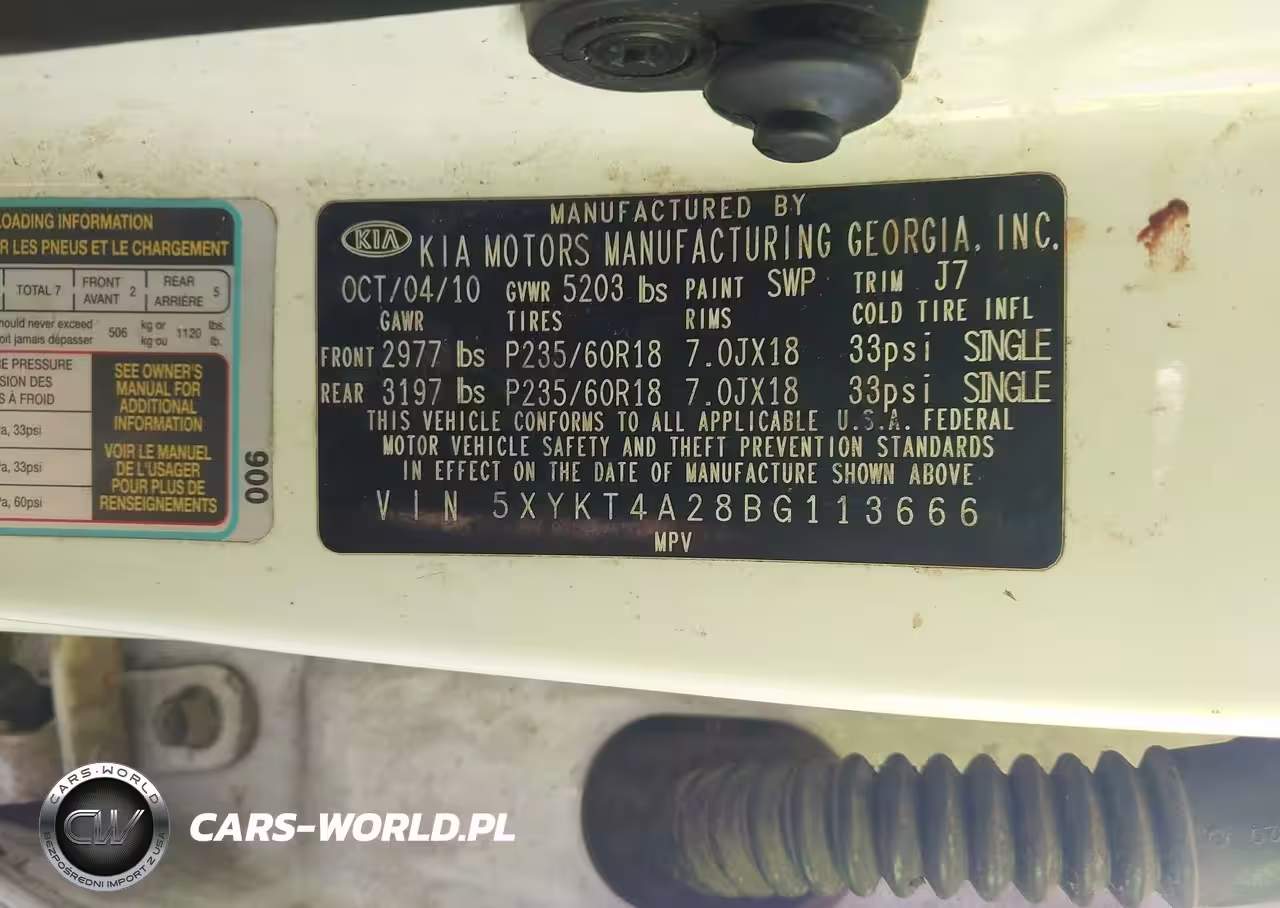 LOADING INFORMATION
R LES PNEUS ET LE CHARGEMENT
TOTAL 7 FRONT AVANT 2 REAR ARRIÈRE 5
should never exceed 506 kg or 1120 lbs.
doit jamais dépasser kg ou lb.
E PRESSURE
SION DES
S À FROID
a, 33psi
a, 33psi
a, 60psi
SEE OWNER'S
MANUAL FOR
ADDITIONAL
INFORMATION
VOIR LE MANUEL
DE L'USAGER
POUR PLUS DE
RENSEIGNEMENTS
006
MANUFACTURED BY
KIA KIA MOTORS MANUFACTURING GEORGIA, INC.
OCT/04/10 GVWR 5203 lbs PAINT SWP TRIM J7
GAWR TIRES RIMS COLD TIRE INFL
FRONT 2977 lbs P235/60R18 7.0JX18 33psi SINGLE
REAR 3197 lbs P235/60R18 7.0JX18 33psi SINGLE
THIS VEHICLE CONFORMS TO ALL APPLICABLE U.S.A. FEDERAL
MOTOR VEHICLE SAFETY AND THEFT PREVENTION STANDARDS
IN EFFECT ON THE DATE OF MANUFACTURE SHOWN ABOVE
VIN 5XYKT4A28BG113666
MPV
CARS-WORLD
CW
BEZPOŚREDNI IMPORT Z USA
CARS-WORLD.PL